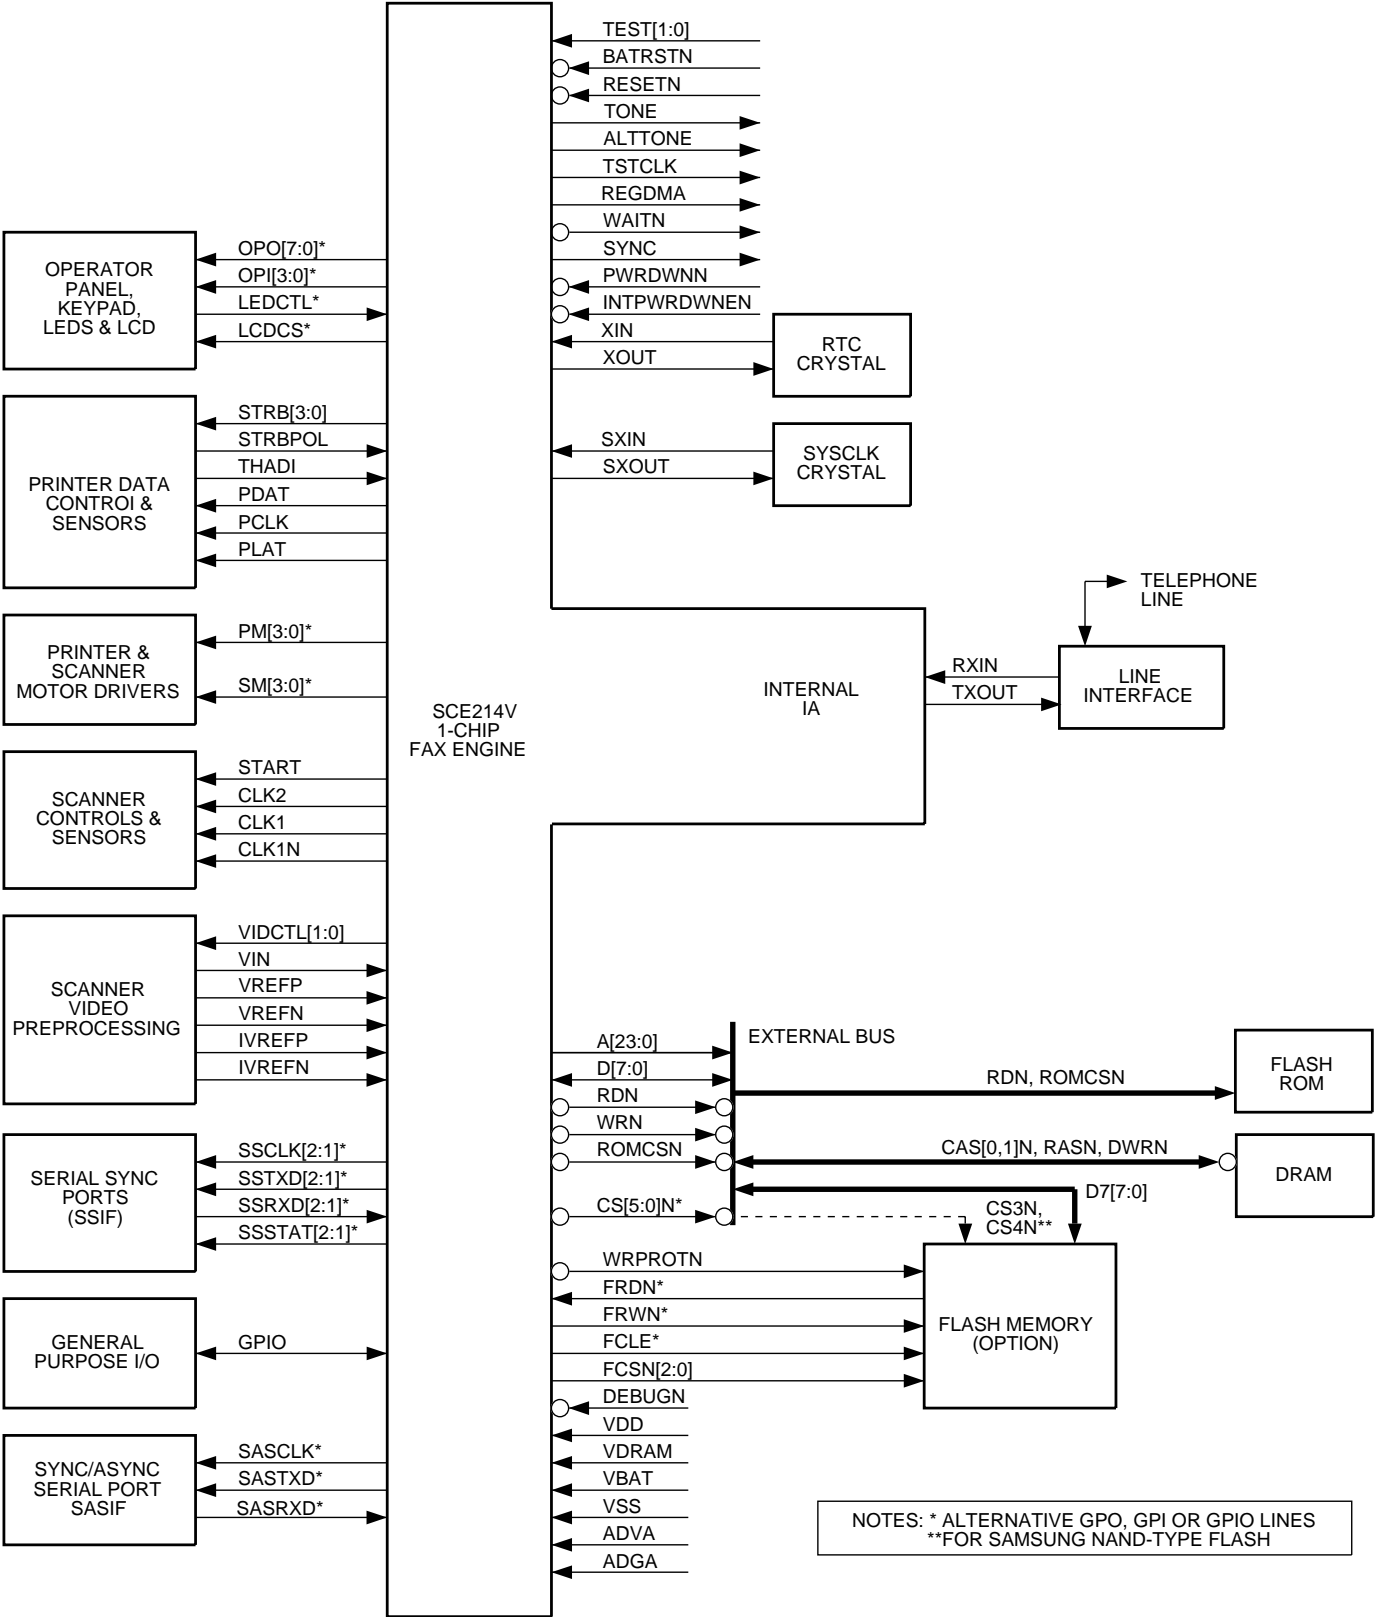 TEST[1:0]
BATRSTN
RESETN
TONE
ALTTONE
TSTCLK
REGDMA
WAITN
SYNC
PWRDWNN
INTPWRDWNEN
XIN
XOUT
RTC
CRYSTAL
SXIN
SXOUT
SYSCLK
CRYSTAL
OPERATOR
PANEL,
KEYPAD,
LEDS & LCD
OPO[7:0]*
OPI[3:0]*
LEDCTL*
LCDCS*
PRINTER DATA
CONTROl &
SENSORS
STRB[3:0]
STRBPOL
THADI
PDAT
PCLK
PLAT
PRINTER &
SCANNER
MOTOR DRIVERS
PM[3:0]*
SM[3:0]*
SCE214V
1-CHIP
FAX ENGINE
INTERNAL
IA
TELEPHONE
LINE
RXIN
TXOUT
LINE
INTERFACE
SCANNER
CONTROLS &
SENSORS
START
CLK2
CLK1
CLK1N
SCANNER
VIDEO
PREPROCESSING
VIDCTL[1:0]
VIN
VREFP
VREFN
IVREFP
IVREFN
SERIAL SYNC
PORTS
(SSIF)
SSCLK[2:1]*
SSTXD[2:1]*
SSRXD[2:1]*
SSSTAT[2:1]*
GENERAL
PURPOSE I/O
GPIO
SYNC/ASYNC
SERIAL PORT
SASIF
SASCLK*
SASTXD*
SASRXD*
A[23:0]
D[7:0]
RDN
WRN
ROMCSN
CS[5:0]N*
EXTERNAL BUS
RDN, ROMCSN
FLASH
ROM
CAS[0,1]N, RASN, DWRN
DRAM
D7[7:0]
CS3N,
CS4N**
WRPROTN
FRDN*
FRWN*
FCLE*
FCSN[2:0]
FLASH MEMORY
(OPTION)
DEBUGN
VDD
VDRAM
VBAT
VSS
ADVA
ADGA
NOTES: * ALTERNATIVE GPO, GPI OR GPIO LINES
**FOR SAMSUNG NAND-TYPE FLASH